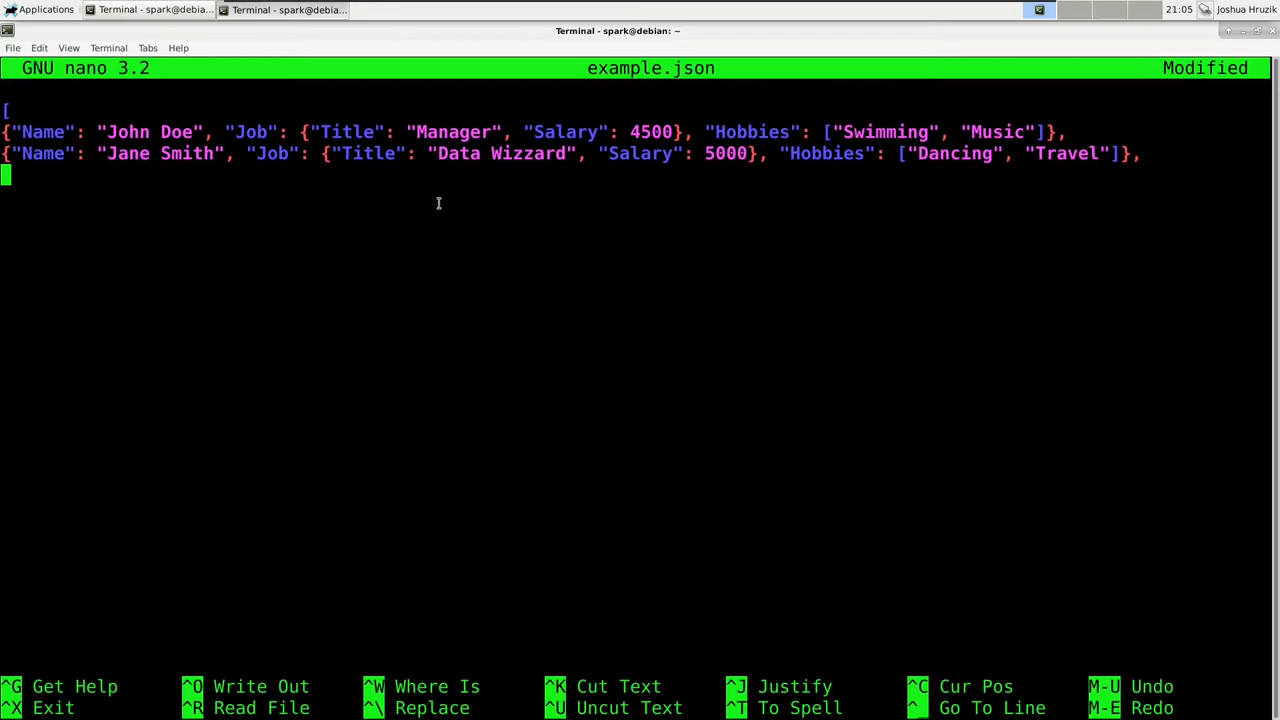 Applications Terminal - spark@debia... Terminal - spark@debia... 21:05 Joshua Hruzik
Terminal - spark@debian: ~
File Edit View Terminal Tabs Help
GNU nano 3.2 example.json Modified
[
{"Name": "John Doe", "Job": {"Title": "Manager", "Salary": 4500}, "Hobbies": ["Swimming", "Music"]},
{"Name": "Jane Smith", "Job": {"Title": "Data Wizzard", "Salary": 5000}, "Hobbies": ["Dancing", "Travel"]},
^G Get Help ^O Write Out ^W Where Is ^K Cut Text ^J Justify ^C Cur Pos M-U Undo
^X Exit ^R Read File ^\ Replace ^U Uncut Text ^T To Spell ^_ Go To Line M-E Redo